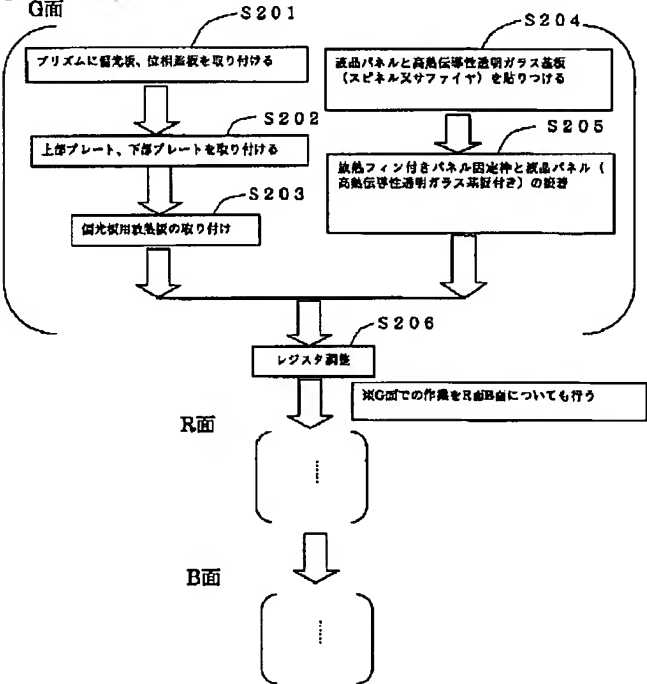 G面
S201
プリズムに偏光板、位相差板を取り付ける
S202
上部プレート、下部プレートを取り付ける
S203
偏光板用放熱板の取り付け
S204
液晶パネルと高熱伝導性透明ガラス基板
(スピネル又サファイヤ)を貼りつける
S205
放熱フィン付きパネル固定枠と液晶パネル(
高熱伝導性透明ガラス基板付き)の接着
S206
レジスタ調整
※G面での作業をR面B面についても行う
R面
B面